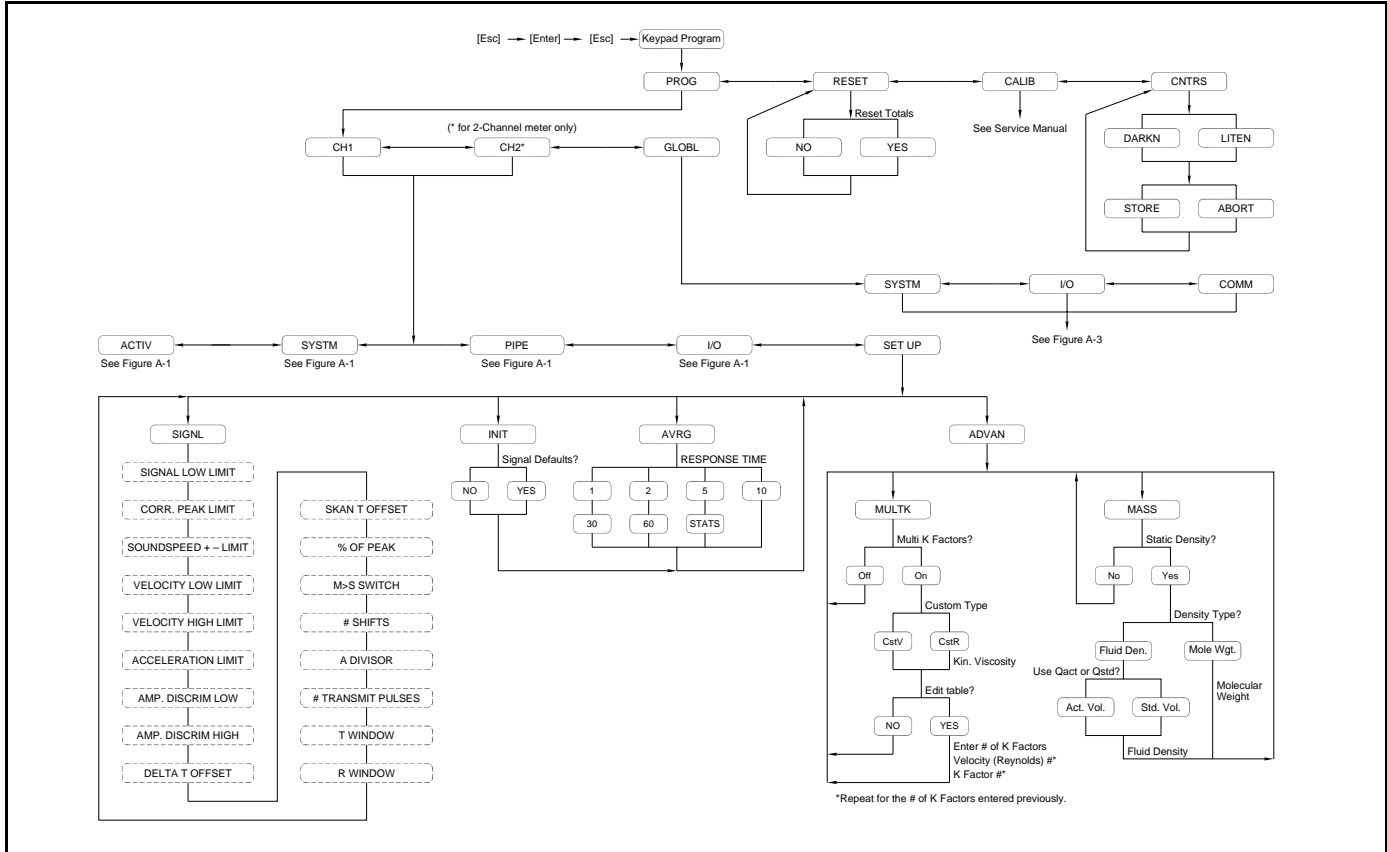 [Esc] [Enter] [Esc] Keypad Program
PROG RESET CALIB CNTRS
Reset Totals
See Service Manual
(* for 2-Channel meter only)
CH1 CH2* GLOBL NO YES DARKN LITEN
STORE ABORT
SYSTM I/O COMM
See Figure A-3
ACTIV SYSTM PIPE I/O SET UP
See Figure A-1 See Figure A-1 See Figure A-1 See Figure A-1
SIGNL INIT AVRG ADVAN
SIGNAL LOW LIMIT
CORR. PEAK LIMIT
SOUNDSPEED + – LIMIT
VELOCITY LOW LIMIT
VELOCITY HIGH LIMIT
ACCELERATION LIMIT
AMP. DISCRIM LOW
AMP. DISCRIM HIGH
DELTA T OFFSET
SKAN T OFFSET
% OF PEAK
M>S SWITCH
# SHIFTS
A DIVISOR
# TRANSMIT PULSES
T WINDOW
R WINDOW
Signal Defaults?
NO YES
RESPONSE TIME
1 2 5 10
30 60 STATS
MULTK
Multi K Factors?
Off On
Custom Type
CstV CstR
Kin. Viscosity
Edit table?
NO YES
Enter # of K Factors
Velocity (Reynolds) #*
K Factor #*
*Repeat for the # of K Factors entered previously.
MASS
Static Density?
No Yes
Density Type?
Fluid Den. Mole Wgt.
Use Qact or Qstd?
Act. Vol. Std. Vol.
Molecular
Weight
Fluid Density